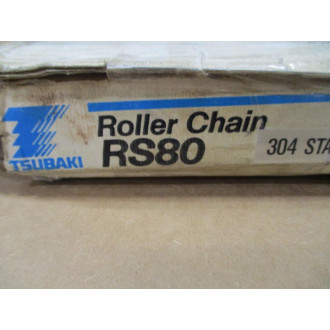 Roller Chain
TSUBAKI RS80
304 STA